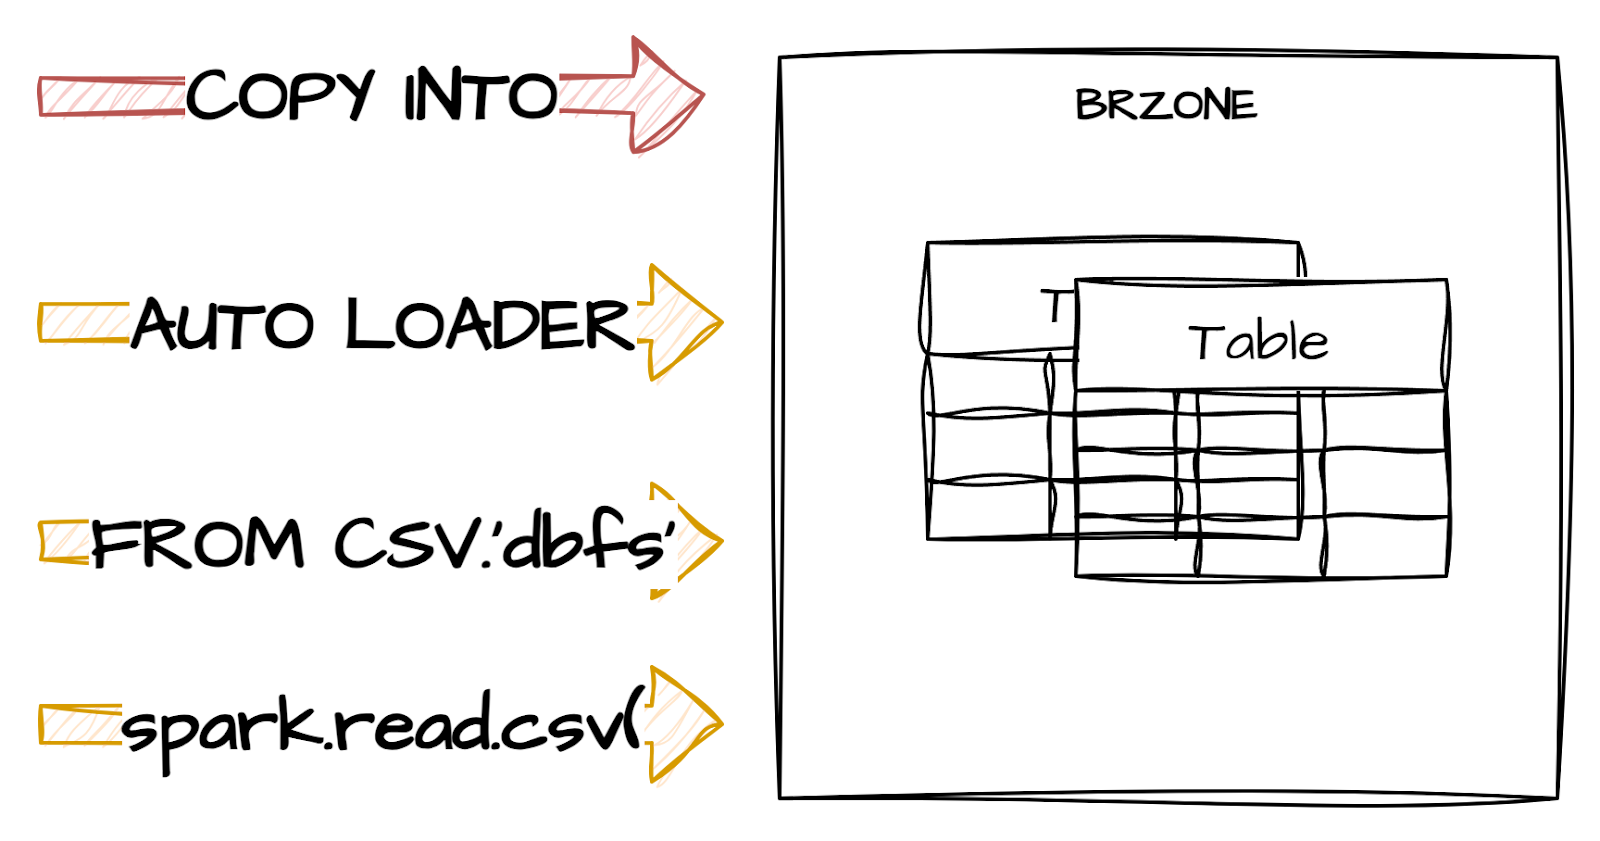 COPY INTO
BRZONE
AUTO LOADER
T
Table
FROM CSV.'dbfs'
spark.read.csv(